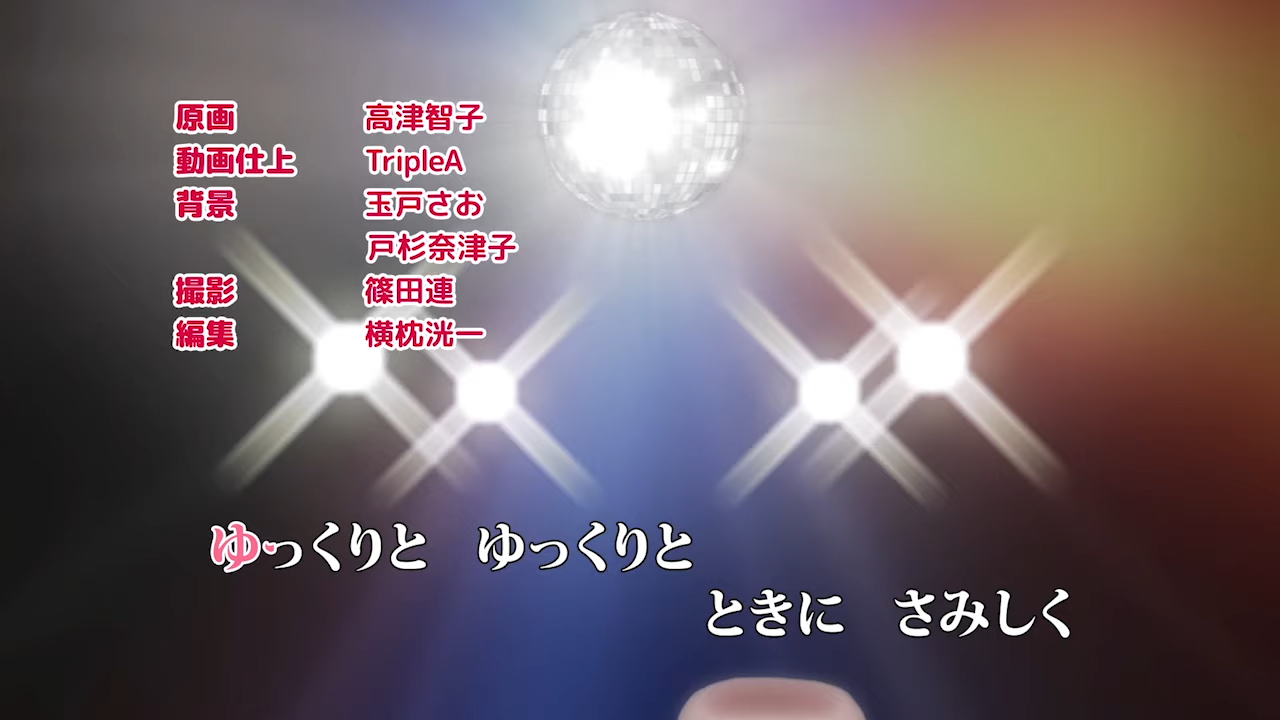 原画 高津智子
動画仕上 TripleA
背景 玉戸さお
戸杉奈津子
撮影 篠田連
編集 横枕洸一
ゆっくりと ゆっくりと
ときに さみしく